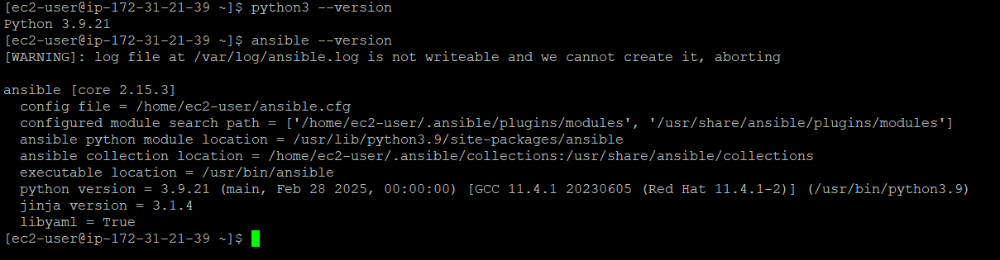 [ec2-user@ip-172-31-21-39 ~]$ python3 --version
Python 3.9.21
[ec2-user@ip-172-31-21-39 ~]$ ansible --version
[WARNING]: log file at /var/log/ansible.log is not writeable and we cannot create it, aborting
ansible [core 2.15.3]
  config file = /home/ec2-user/ansible.cfg
  configured module search path = ['/home/ec2-user/.ansible/plugins/modules', '/usr/share/ansible/plugins/modules']
  ansible python module location = /usr/lib/python3.9/site-packages/ansible
  ansible collection location = /home/ec2-user/.ansible/collections:/usr/share/ansible/collections
  executable location = /usr/bin/ansible
  python version = 3.9.21 (main, Feb 28 2025, 00:00:00) [GCC 11.4.1 20230605 (Red Hat 11.4.1-2)] (/usr/bin/python3.9)
  jinja version = 3.1.4
  libyaml = True
[ec2-user@ip-172-31-21-39 ~]$